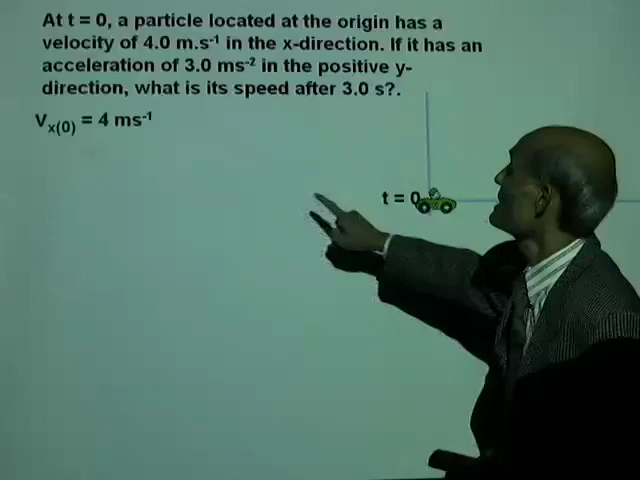 At t = 0, a particle located at the origin has a
velocity of 4.0 m.s⁻¹ in the x-direction. If it has an
acceleration of 3.0 ms⁻² in the positive y-
direction, what is its speed after 3.0 s?.
Vₓ₍₀₎ = 4 ms⁻¹
t = 0